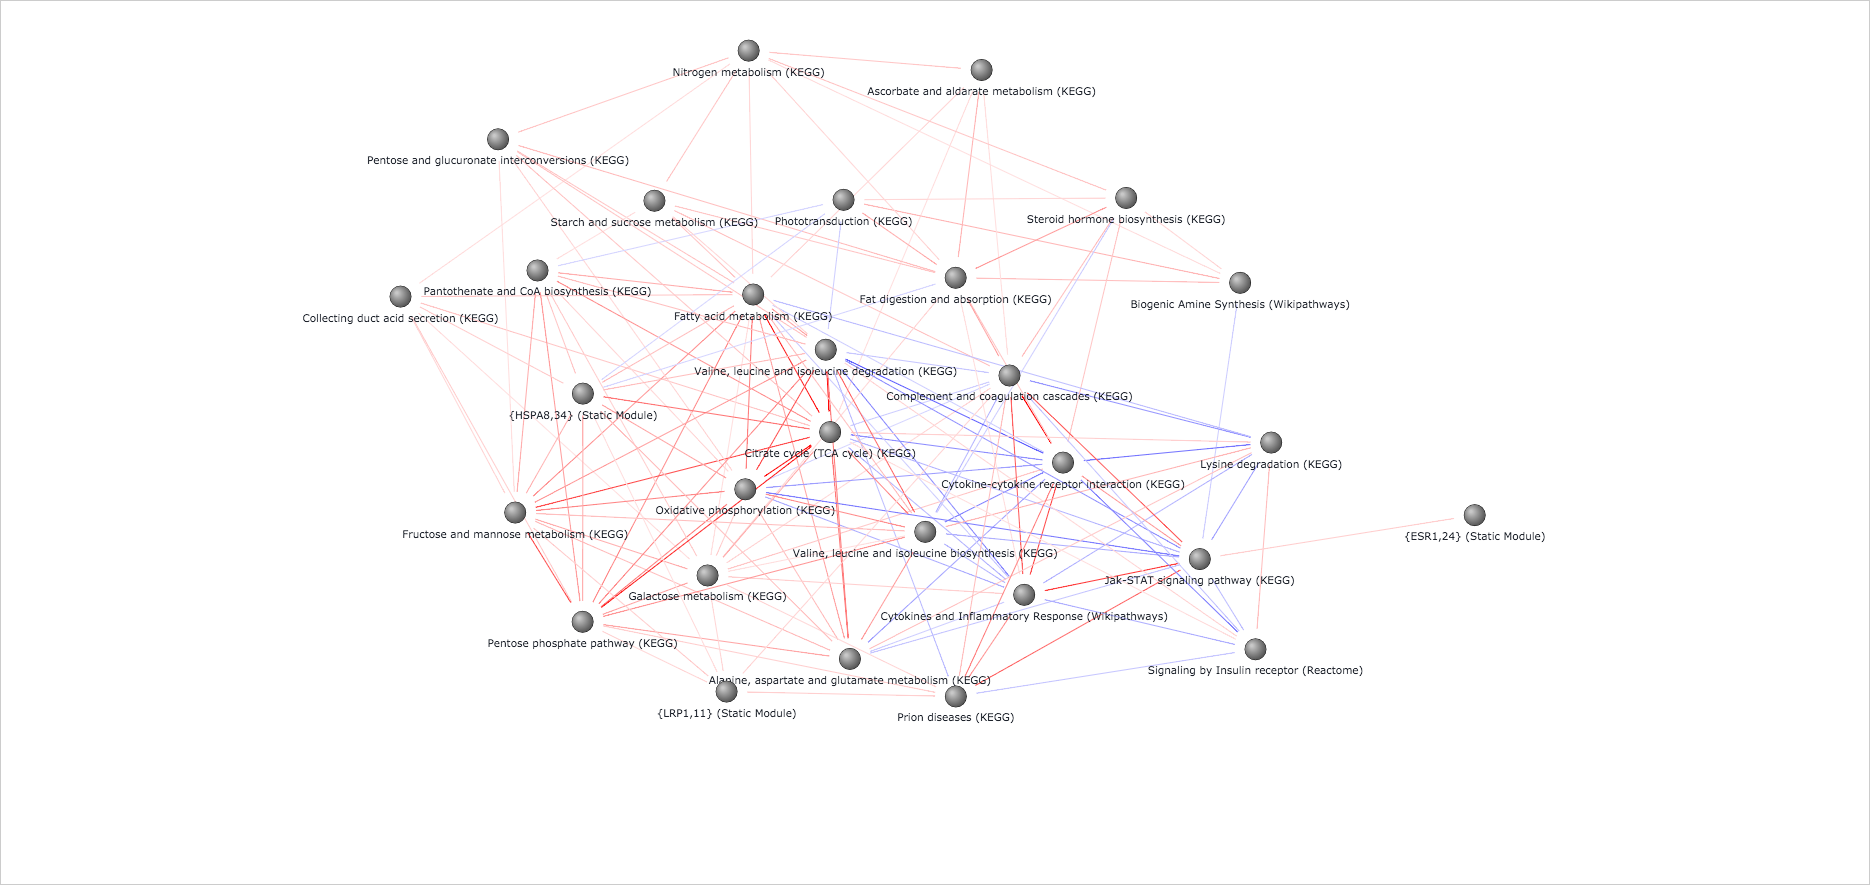 Nitrogen metabolism (KEGG)
Ascorbate and aldarate metabolism (KEGG)
Pentose and glucuronate interconversions (KEGG)
Starch and sucrose metabolism (KEGG)
Phototransduction (KEGG)
Steroid hormone biosynthesis (KEGG)
Pantothenate and CoA biosynthesis (KEGG)
Fat digestion and absorption (KEGG)
Biogenic Amine Synthesis (Wikipathways)
Collecting duct acid secretion (KEGG)
Fatty acid metabolism (KEGG)
Valine, leucine and isoleucine degradation (KEGG)
Complement and coagulation cascades (KEGG)
{HSPA8,34} (Static Module)
Citrate cycle (TCA cycle) (KEGG)
Lysine degradation (KEGG)
Cytokine-cytokine receptor interaction (KEGG)
Oxidative phosphorylation (KEGG)
Fructose and mannose metabolism (KEGG)
{ESR1,24} (Static Module)
Valine, leucine and isoleucine biosynthesis (KEGG)
Jak-STAT signaling pathway (KEGG)
Galactose metabolism (KEGG)
Cytokines and Inflammatory Response (Wikipathways)
Pentose phosphate pathway (KEGG)
Signaling by Insulin receptor (Reactome)
Alanine, aspartate and glutamate metabolism (KEGG)
{LRP1,11} (Static Module)
Prion diseases (KEGG)